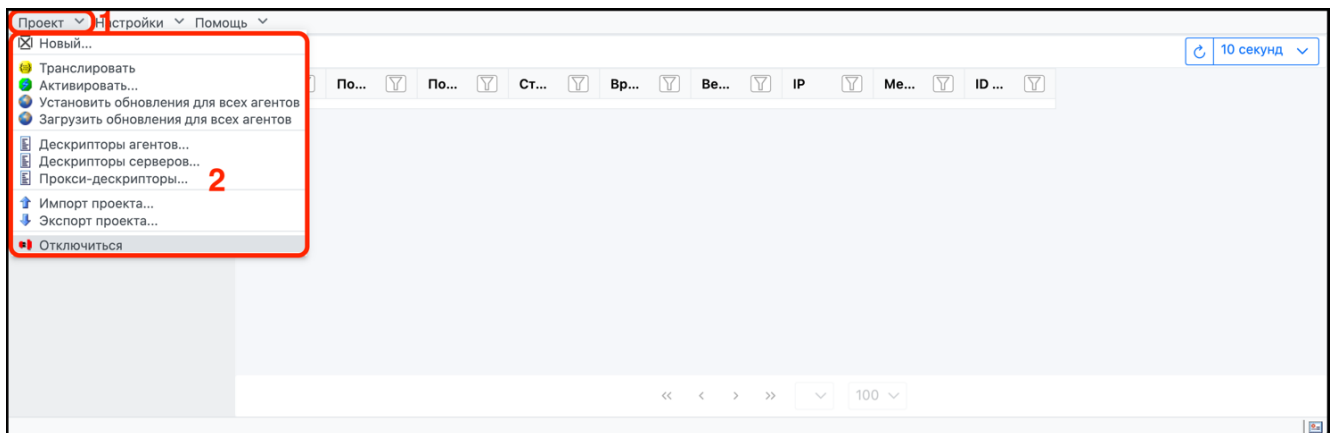 Проект 1 Настройки Помощь
Новый...
10 секунд
Транслировать
Активировать...
По... По... Ст... Вр... Ве... IP Ме... ID ...
Установить обновления для всех агентов
Загрузить обновления для всех агентов
Дескрипторы агентов...
Дескрипторы серверов...
Прокси-дескрипторы...
2
Импорт проекта...
Экспорт проекта...
Отключиться
« ‹ › » 100